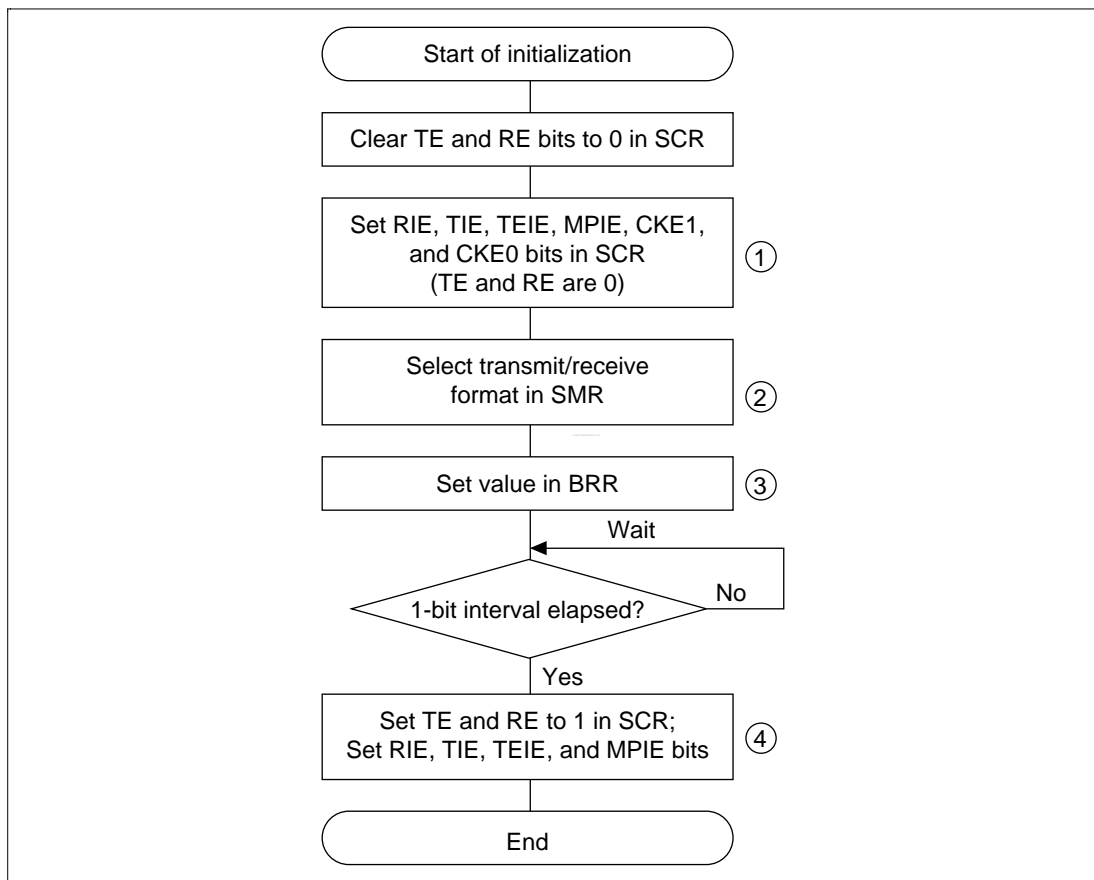 Start of initialization
Clear TE and RE bits to 0 in SCR
Set RIE, TIE, TEIE, MPIE, CKE1,
and CKE0 bits in SCR
(TE and RE are 0)
1
Select transmit/receive
format in SMR
2
Set value in BRR
3
Wait
1-bit interval elapsed?
No
Yes
Set TE and RE to 1 in SCR;
Set RIE, TIE, TEIE, and MPIE bits
4
End